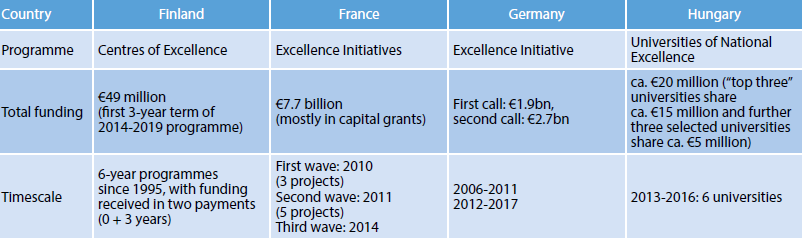 Country Finland France Germany Hungary
Programme Centres of Excellence Excellence Initiatives Excellence Initiative Universities of National
Excellence
Total funding
€49 million
(first 3-year term of
2014-2019 programme)
€7.7 billion
(mostly in capital grants)
First call: €1.9bn,
second call: €2.7bn
ca. €20 million (“top three”
universities share
ca. €15 million and further
three selected universities
share ca. €5 million)
Timescale
6-year programmes
since 1995, with funding
received in two payments
(0 + 3 years)
First wave: 2010
(3 projects)
Second wave: 2011
(5 projects)
Third wave: 2014
2006-2011
2012-2017
2013-2016: 6 universities